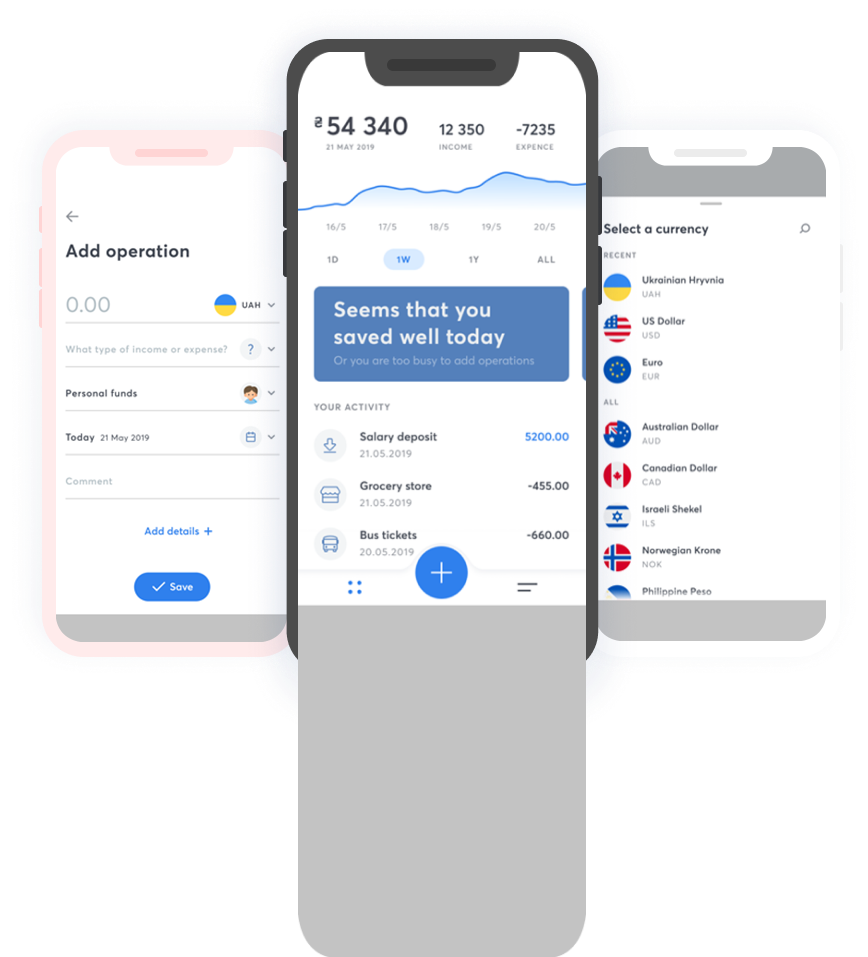 Add operation
0.00
UAH
What type of income or expense?
?
Personal funds
Today 21 May 2019
Comment
Add details +
Save
₴54 340
21 MAY 2019
12 350
INCOME
-7235
EXPENCE
16/5 17/5 18/5 19/5 20/5
1D 1W 1Y ALL
Seems that you
saved well today
Or you are too busy to add operations
YOUR ACTIVITY
Salary deposit 5200.00
21.05.2019
Grocery store -455.00
21.05.2019
Bus tickets -660.00
20.05.2019
Select a currency
RECENT
Ukrainian Hryvnia
UAH
US Dollar
USD
Euro
EUR
ALL
Australian Dollar
AUD
Canadian Dollar
CAD
Israeli Shekel
ILS
Norwegian Krone
NOK
Philippine Peso